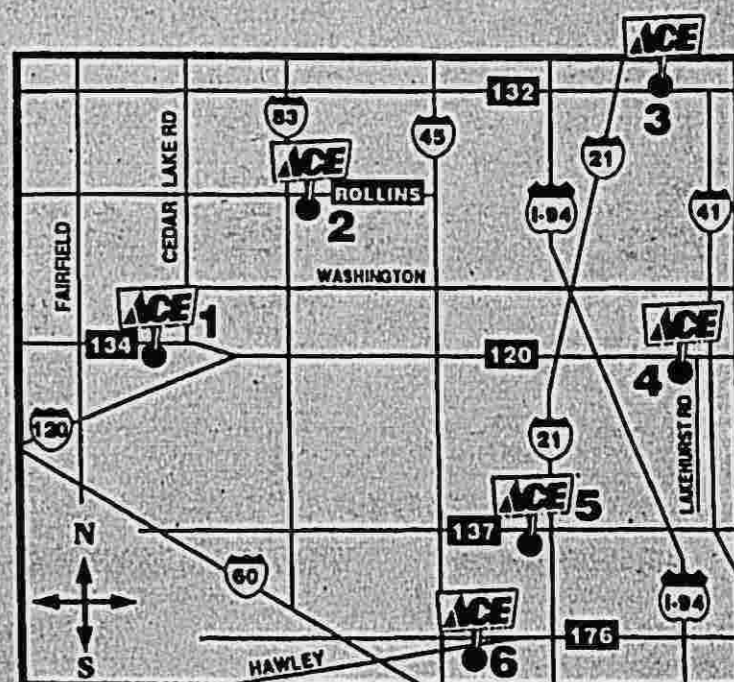 ACE
132
3
83
45
21
CEDAR LAKE RD
ACE
ROLLINS
2
I-94
41
FAIRFIELD
WASHINGTON
ACE
1
134
120
ACE
4
LAKEHURST RD
120
21
ACE
5
137
N
60
ACE
I-94
176
6
HAWLEY
S